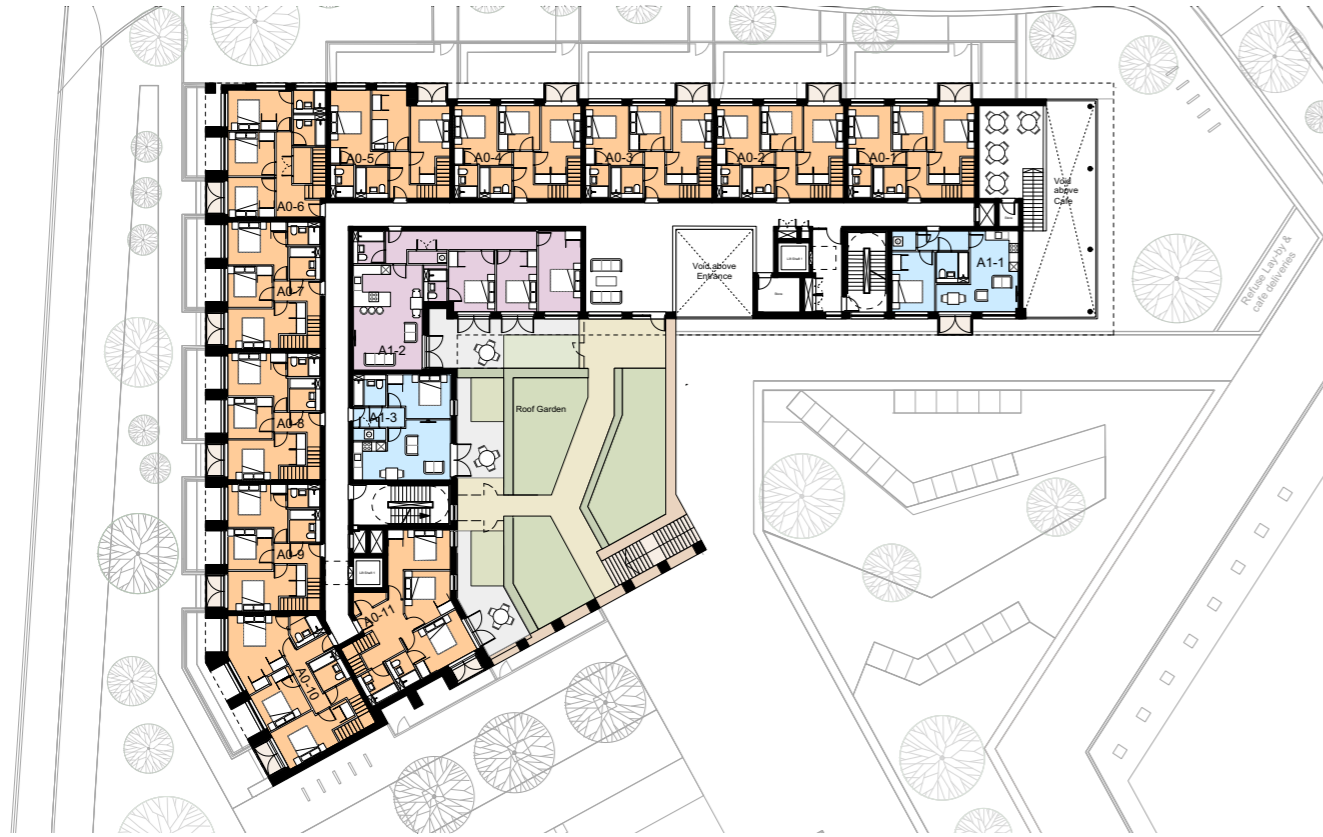 A0-5
A0-4
A0-3
A0-2
A0-1
Void
above
Cafe
A0-6
A0-7
A0-8
A0-9
A0-10
A0-11
A1-1
A1-2
A1-3
Void above
Entrance
Roof Garden
Refuse Lay-by &
cafe deliveries